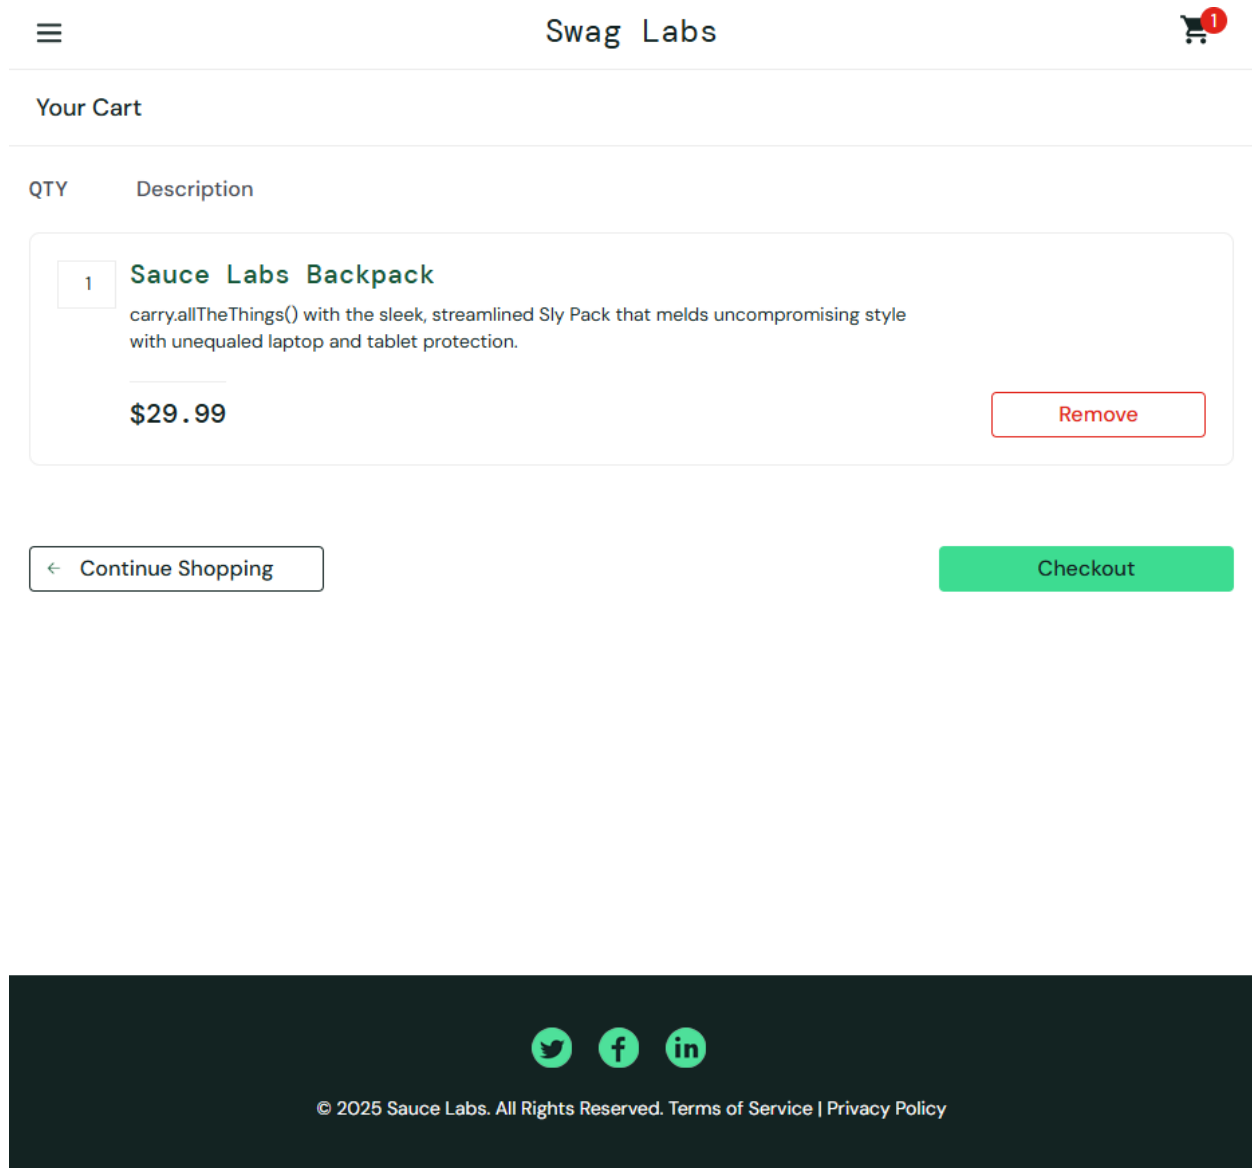 Swag Labs
1
Your Cart
QTY Description
1
Sauce Labs Backpack
carry.allTheThings() with the sleek, streamlined Sly Pack that melds uncompromising style
with unequaled laptop and tablet protection.
$29.99
Remove
← Continue Shopping
Checkout
© 2025 Sauce Labs. All Rights Reserved. Terms of Service | Privacy Policy